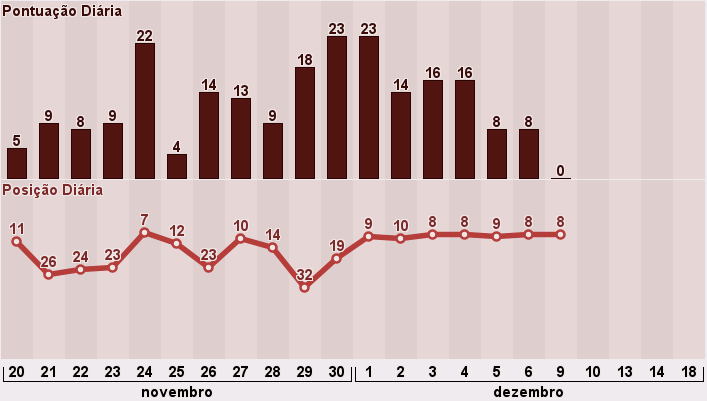 Pontuação Diária
5 9 8 9 22 4 14 13 9 18 23 23 14 16 16 8 8 0
Posição Diária
11 26 24 23 7 12 23 10 14 32 19 9 10 8 8 9 8 8
20 21 22 23 24 25 26 27 28 29 30 1 2 3 4 5 6 9 10 13 14 18
novembro dezembro